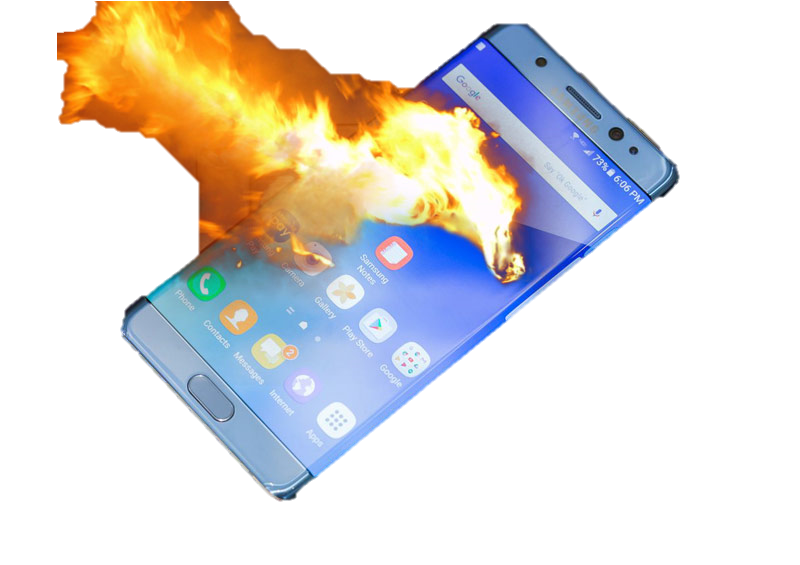 Google
Say "Ok Google"
73% 6:06 PM
Samsung
Notes
Gallery
Play Store
Google
Phone
Contacts
Messages
2
Internet
Apps